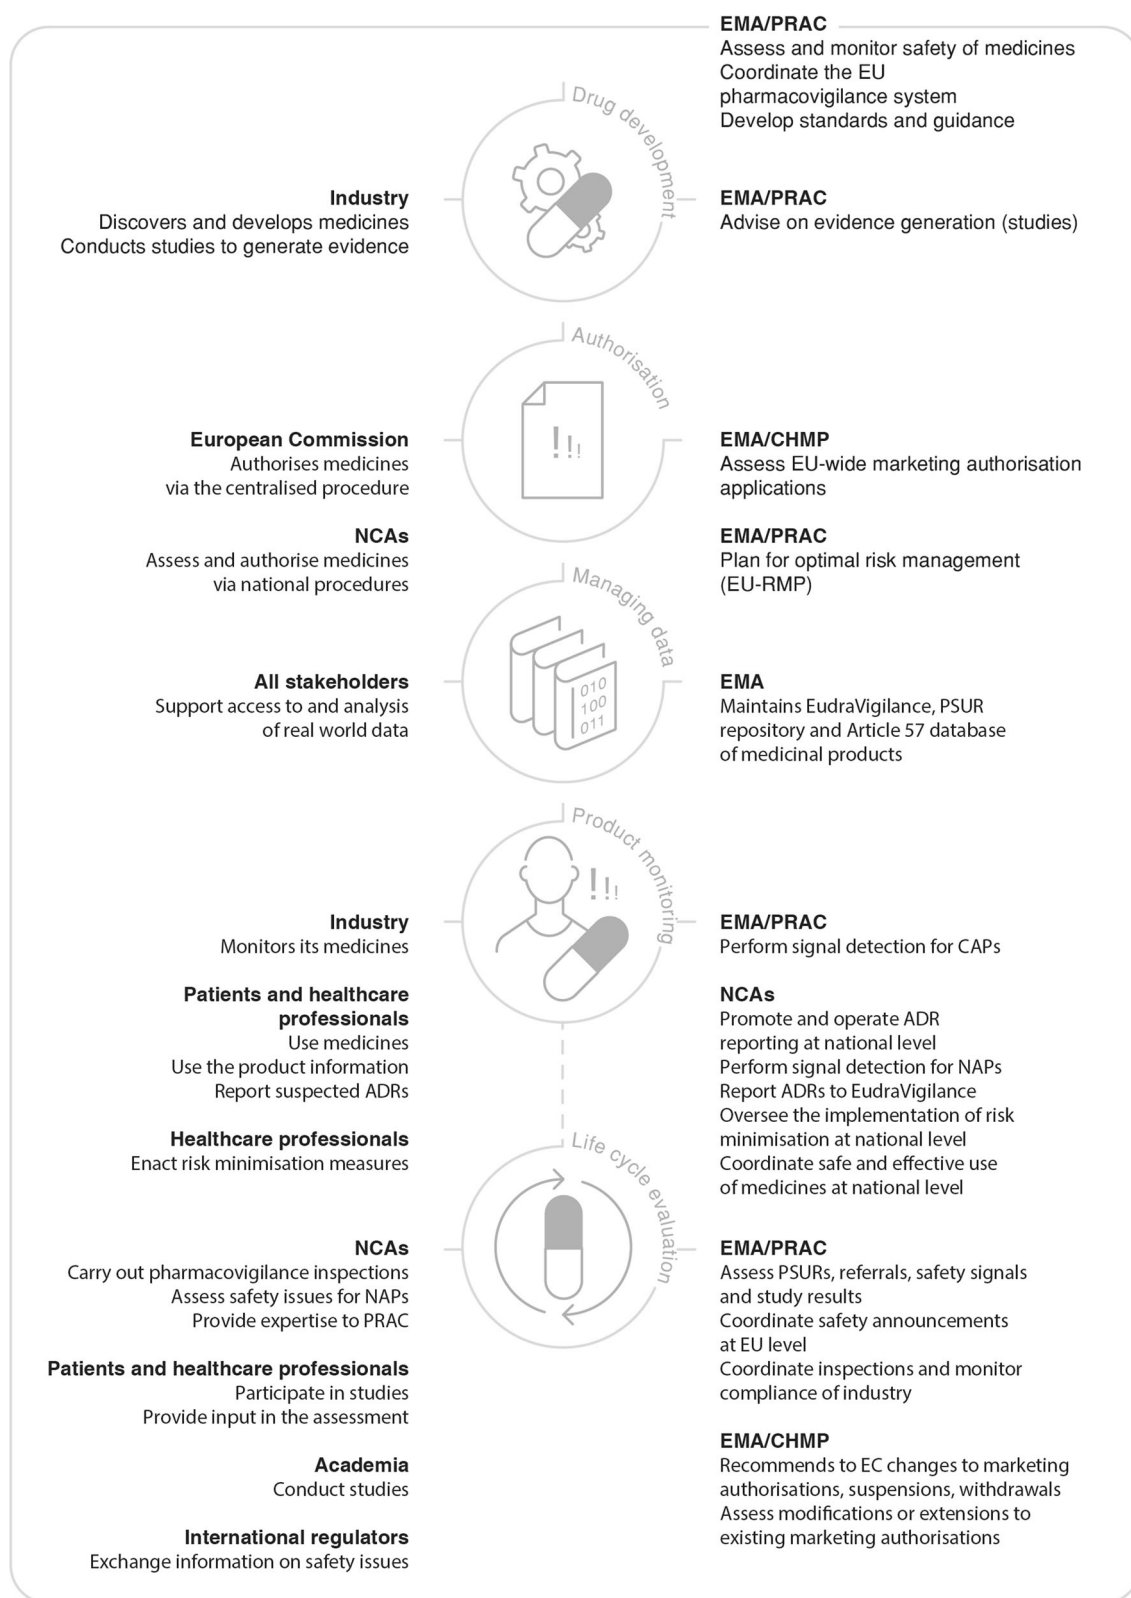 EMA/PRAC
Assess and monitor safety of medicines
Coordinate the EU
pharmacovigilance system
Develop standards and guidance
Drug development
Industry
Discovers and develops medicines
Conducts studies to generate evidence
EMA/PRAC
Advise on evidence generation (studies)
Authorisation
!!!
European Commission
Authorises medicines
via the centralised procedure
NCAs
Assess and authorise medicines
via national procedures
EMA/CHMP
Assess EU-wide marketing authorisation
applications
EMA/PRAC
Plan for optimal risk management
(EU-RMP)
Managing data
010
100
011
All stakeholders
Support access to and analysis
of real world data
EMA
Maintains EudraVigilance, PSUR
repository and Article 57 database
of medicinal products
Product monitoring
!!!
Industry
Monitors its medicines
Patients and healthcare
professionals
Use medicines
Use the product information
Report suspected ADRs
Healthcare professionals
Enact risk minimisation measures
EMA/PRAC
Perform signal detection for CAPs
NCAs
Promote and operate ADR
reporting at national level
Perform signal detection for NAPs
Report ADRs to EudraVigilance
Oversee the implementation of risk
minimisation at national level
Coordinate safe and effective use
of medicines at national level
Life cycle evaluation
NCAs
Carry out pharmacovigilance inspections
Assess safety issues for NAPs
Provide expertise to PRAC
Patients and healthcare professionals
Participate in studies
Provide input in the assessment
Academia
Conduct studies
International regulators
Exchange information on safety issues
EMA/PRAC
Assess PSURs, referrals, safety signals
and study results
Coordinate safety announcements
at EU level
Coordinate inspections and monitor
compliance of industry
EMA/CHMP
Recommends to EC changes to marketing
authorisations, suspensions, withdrawals
Assess modifications or extensions to
existing marketing authorisations